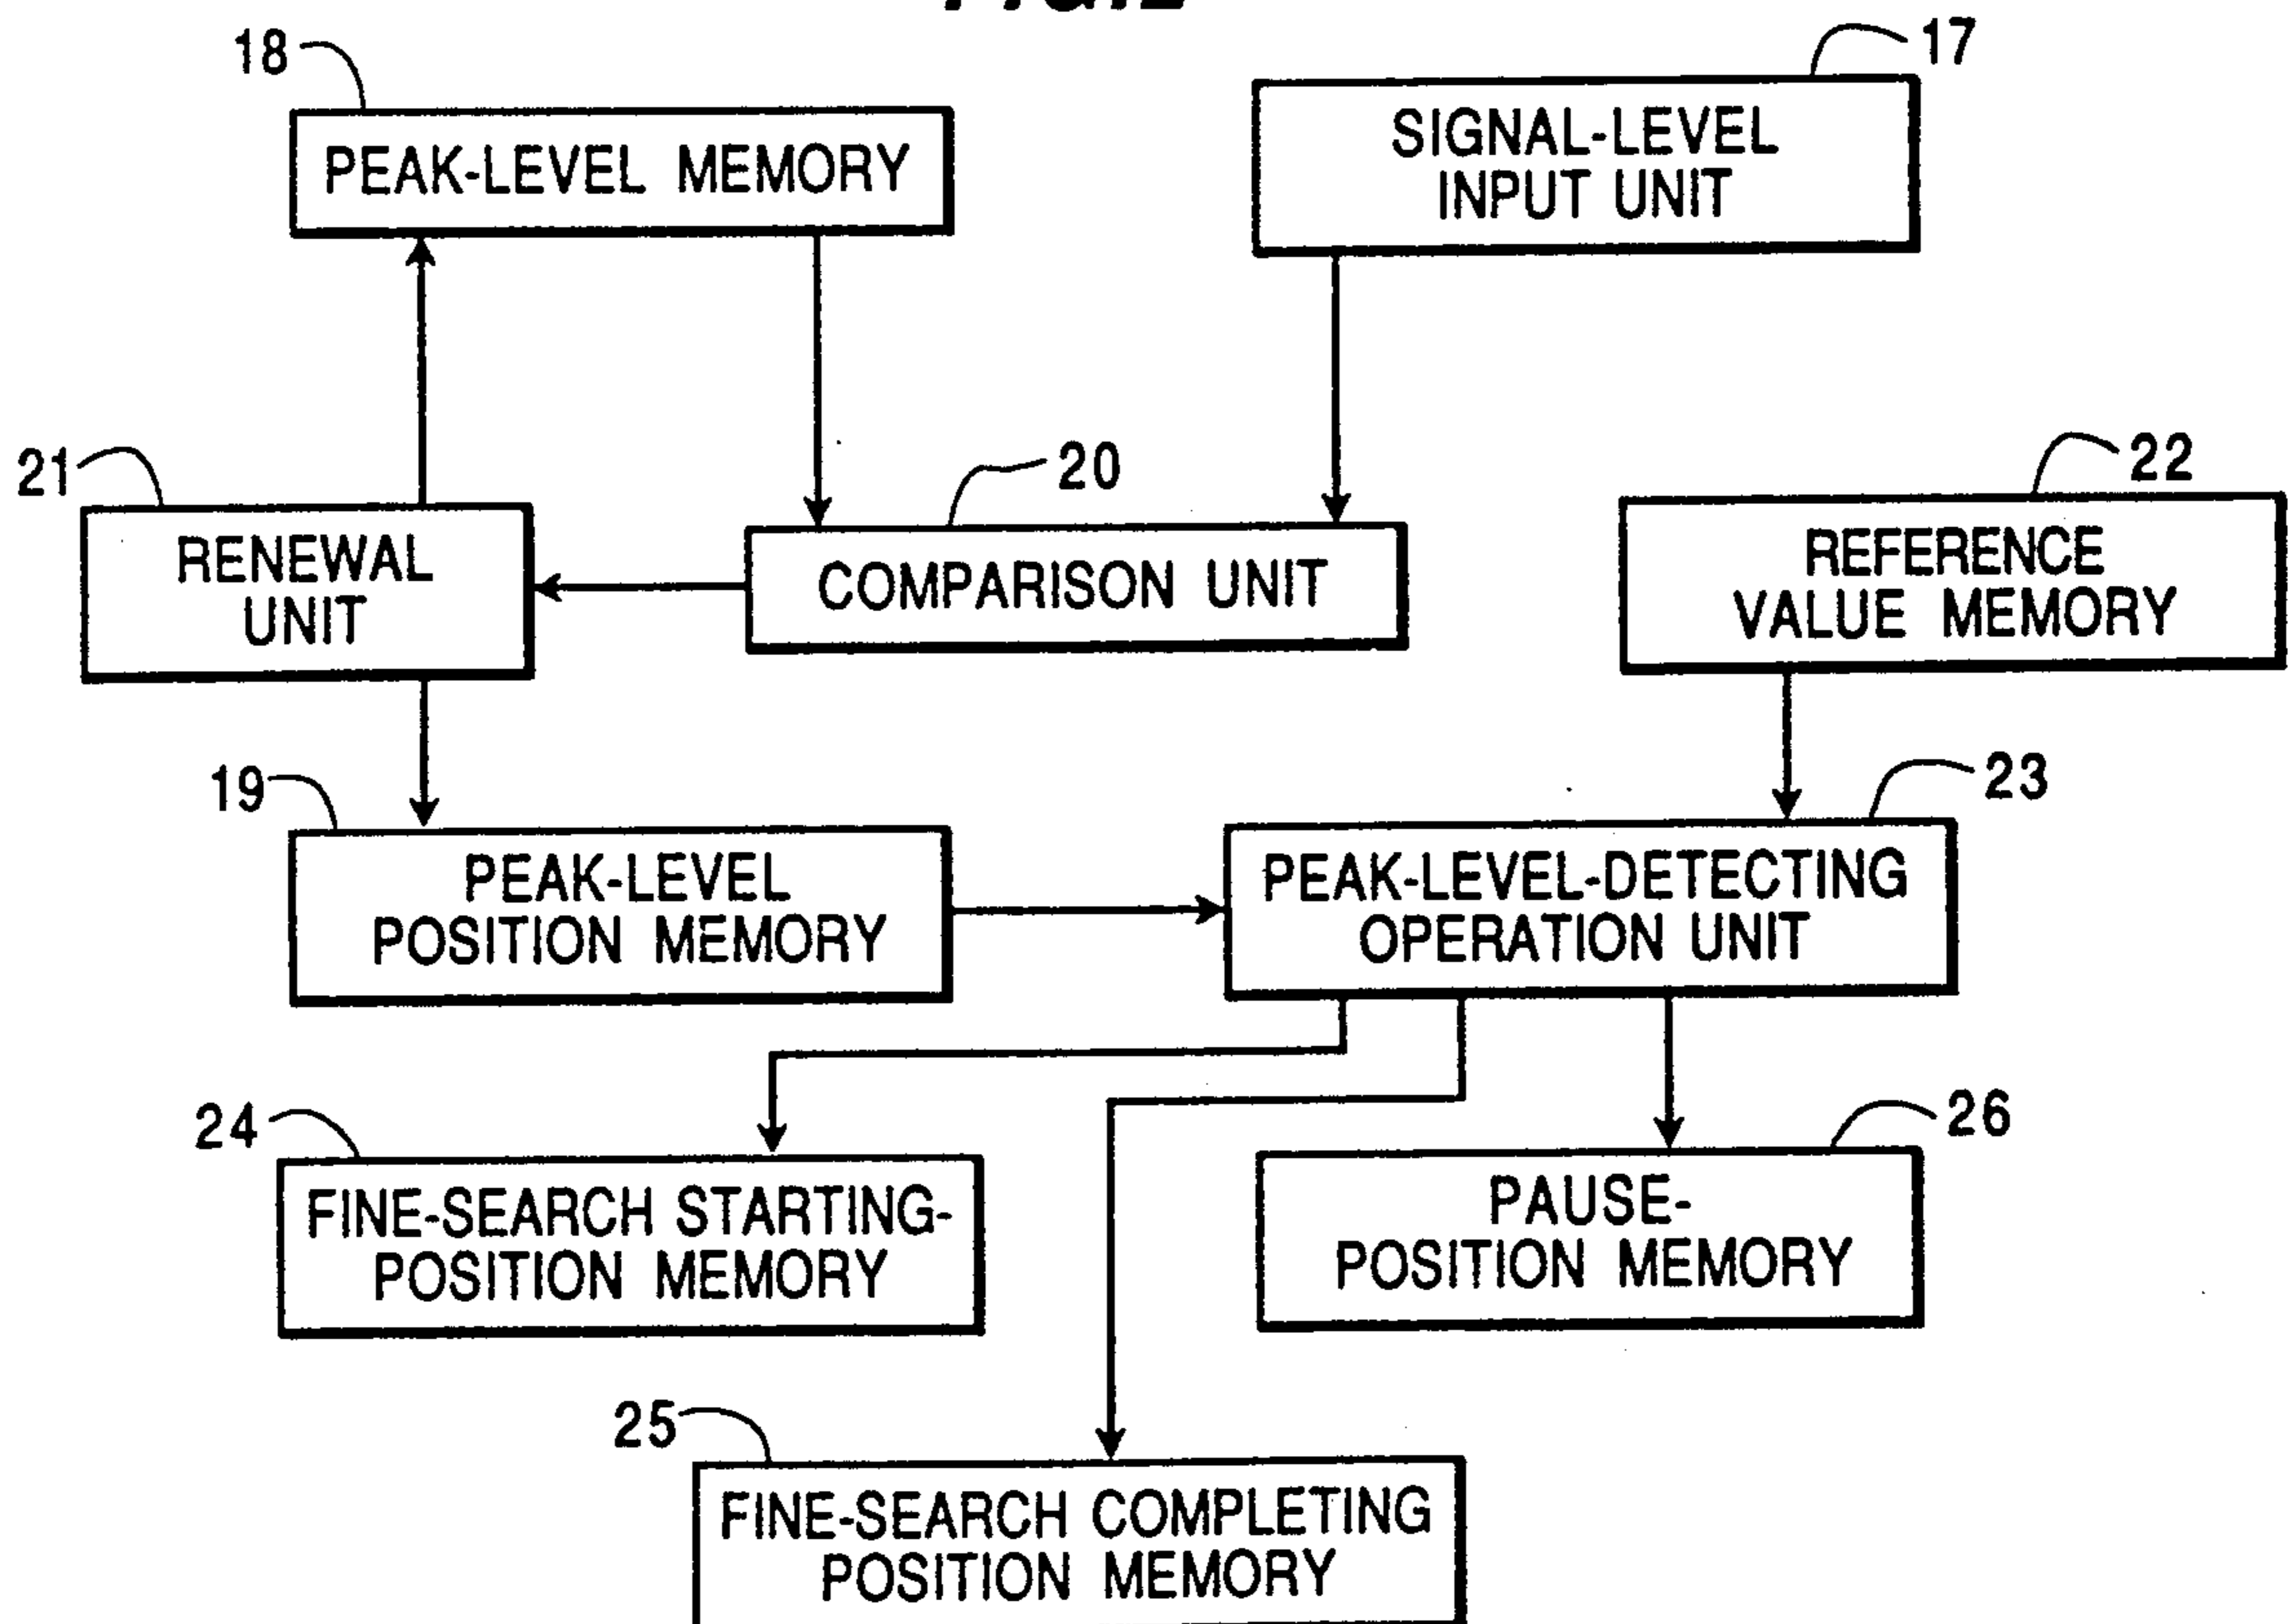 18
17
PEAK-LEVEL MEMORY
SIGNAL-LEVEL
INPUT UNIT
21
20
22
RENEWAL
UNIT
COMPARISON UNIT
REFERENCE
VALUE MEMORY
19
23
PEAK-LEVEL
POSITION MEMORY
PEAK-LEVEL-DETECTING
OPERATION UNIT
24
26
FINE-SEARCH STARTING-
POSITION MEMORY
PAUSE-
POSITION MEMORY
25
FINE-SEARCH COMPLETING
POSITION MEMORY